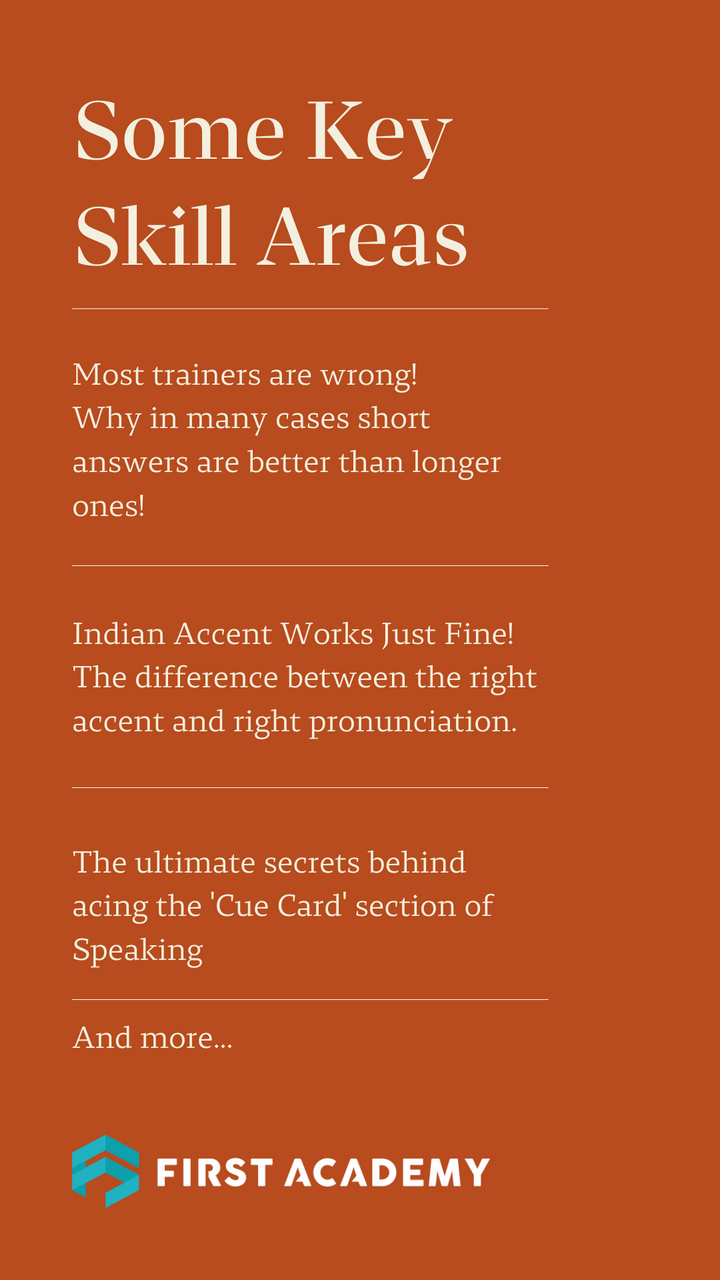 Some Key
Skill Areas
Most trainers are wrong!
Why in many cases short
answers are better than longer
ones!
Indian Accent Works Just Fine!
The difference between the right
accent and right pronunciation.
The ultimate secrets behind
acing the 'Cue Card' section of
Speaking
And more...
FIRST ACADEMY